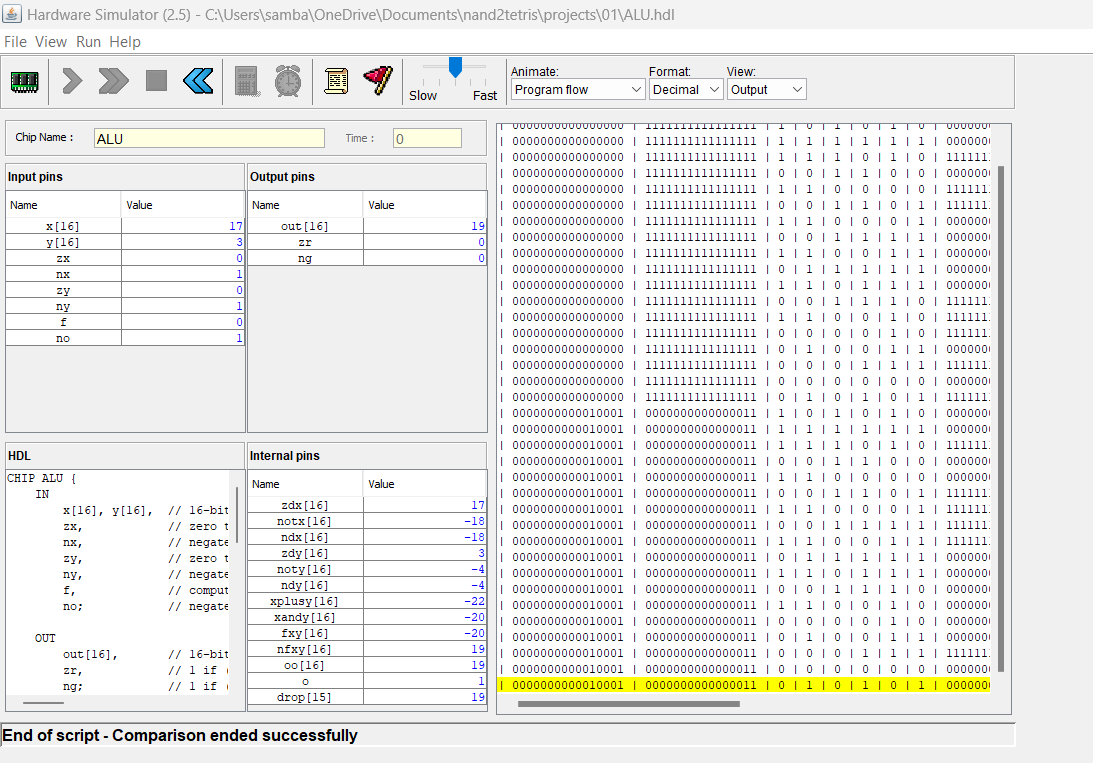 Hardware Simulator (2.5) - C:\Users\samba\OneDrive\Documents\nand2tetris\projects\01\ALU.hdl
File View Run Help
Slow Fast
Animate:
Program flow
Format:
Decimal
View:
Output
Chip Name :
ALU
Time :
0
Input pins
Name Value
x[16] 17
y[16] 3
zx 0
nx 1
zy 0
ny 1
f 0
no 1
Output pins
Name Value
out[16] 19
zr 0
ng 0
HDL
CHIP ALU {
IN
x[16], y[16], // 16-bit
zx, // zero t
nx, // negate
zy, // zero t
ny, // negate
f, // comput
no; // negate
OUT
out[16], // 16-bit
zr, // 1 if
ng; // 1 if
Internal pins
Name Value
zdx[16] 17
notx[16] -18
ndx[16] -18
zdy[16] 3
noty[16] -4
ndy[16] -4
xplusy[16] -22
xandy[16] -20
fxy[16] -20
nfxy[16] 19
oo[16] 19
o 1
drop[15] 19
| 0000000000000000 | 1111111111111111 | 1 | 0 | 1 | 0 | 1 | 0 | 000000
| 0000000000000000 | 1111111111111111 | 1 | 1 | 1 | 1 | 1 | 1 | 000000
| 0000000000000000 | 1111111111111111 | 1 | 1 | 1 | 0 | 1 | 0 | 111111
| 0000000000000000 | 1111111111111111 | 0 | 0 | 1 | 1 | 0 | 0 | 000000
| 0000000000000000 | 1111111111111111 | 1 | 1 | 0 | 0 | 0 | 0 | 111111
| 0000000000000000 | 1111111111111111 | 0 | 0 | 1 | 1 | 0 | 1 | 111111
| 0000000000000000 | 1111111111111111 | 1 | 1 | 0 | 0 | 0 | 1 | 000000
| 0000000000000000 | 1111111111111111 | 0 | 0 | 1 | 1 | 1 | 1 | 000000
| 0000000000000000 | 1111111111111111 | 1 | 1 | 0 | 0 | 1 | 1 | 000000
| 0000000000000000 | 1111111111111111 | 0 | 1 | 1 | 1 | 1 | 1 | 000000
| 0000000000000000 | 1111111111111111 | 1 | 1 | 0 | 1 | 1 | 1 | 000000
| 0000000000000000 | 1111111111111111 | 0 | 0 | 1 | 1 | 1 | 0 | 111111
| 0000000000000000 | 1111111111111111 | 1 | 1 | 0 | 0 | 1 | 0 | 111111
| 0000000000000000 | 1111111111111111 | 0 | 0 | 0 | 0 | 1 | 0 | 111111
| 0000000000000000 | 1111111111111111 | 0 | 1 | 0 | 0 | 1 | 1 | 000000
| 0000000000000000 | 1111111111111111 | 0 | 0 | 0 | 1 | 1 | 1 | 111111
| 0000000000000000 | 1111111111111111 | 0 | 0 | 0 | 0 | 0 | 0 | 000000
| 0000000000000000 | 1111111111111111 | 0 | 1 | 0 | 1 | 0 | 1 | 111111
| 0000000000010001 | 0000000000000011 | 1 | 0 | 1 | 0 | 1 | 0 | 000000
| 0000000000010001 | 0000000000000011 | 1 | 1 | 1 | 1 | 1 | 1 | 000000
| 0000000000010001 | 0000000000000011 | 1 | 1 | 1 | 0 | 1 | 0 | 111111
| 0000000000010001 | 0000000000000011 | 0 | 0 | 1 | 1 | 0 | 0 | 000000
| 0000000000010001 | 0000000000000011 | 1 | 1 | 0 | 0 | 0 | 0 | 000000
| 0000000000010001 | 0000000000000011 | 0 | 0 | 1 | 1 | 0 | 1 | 111111
| 0000000000010001 | 0000000000000011 | 1 | 1 | 0 | 0 | 0 | 1 | 111111
| 0000000000010001 | 0000000000000011 | 0 | 0 | 1 | 1 | 1 | 1 | 111111
| 0000000000010001 | 0000000000000011 | 1 | 1 | 0 | 0 | 1 | 1 | 111111
| 0000000000010001 | 0000000000000011 | 0 | 1 | 1 | 1 | 1 | 1 | 000000
| 0000000000010001 | 0000000000000011 | 1 | 1 | 0 | 1 | 1 | 1 | 000000
| 0000000000010001 | 0000000000000011 | 0 | 0 | 1 | 1 | 1 | 0 | 000000
| 0000000000010001 | 0000000000000011 | 1 | 1 | 0 | 0 | 1 | 0 | 000000
| 0000000000010001 | 0000000000000011 | 0 | 0 | 0 | 0 | 1 | 0 | 000000
| 0000000000010001 | 0000000000000011 | 0 | 1 | 0 | 0 | 1 | 1 | 000000
| 0000000000010001 | 0000000000000011 | 0 | 0 | 0 | 1 | 1 | 1 | 111111
| 0000000000010001 | 0000000000000011 | 0 | 0 | 0 | 0 | 0 | 0 | 000000
| 0000000000010001 | 0000000000000011 | 0 | 1 | 0 | 1 | 0 | 1 | 000000
End of script - Comparison ended successfully